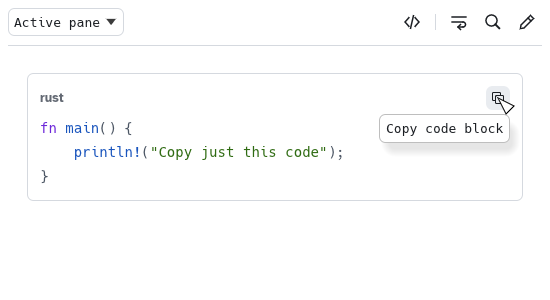 Active pane
rust
Copy code block
fn main() {
    println!("Copy just this code");
}